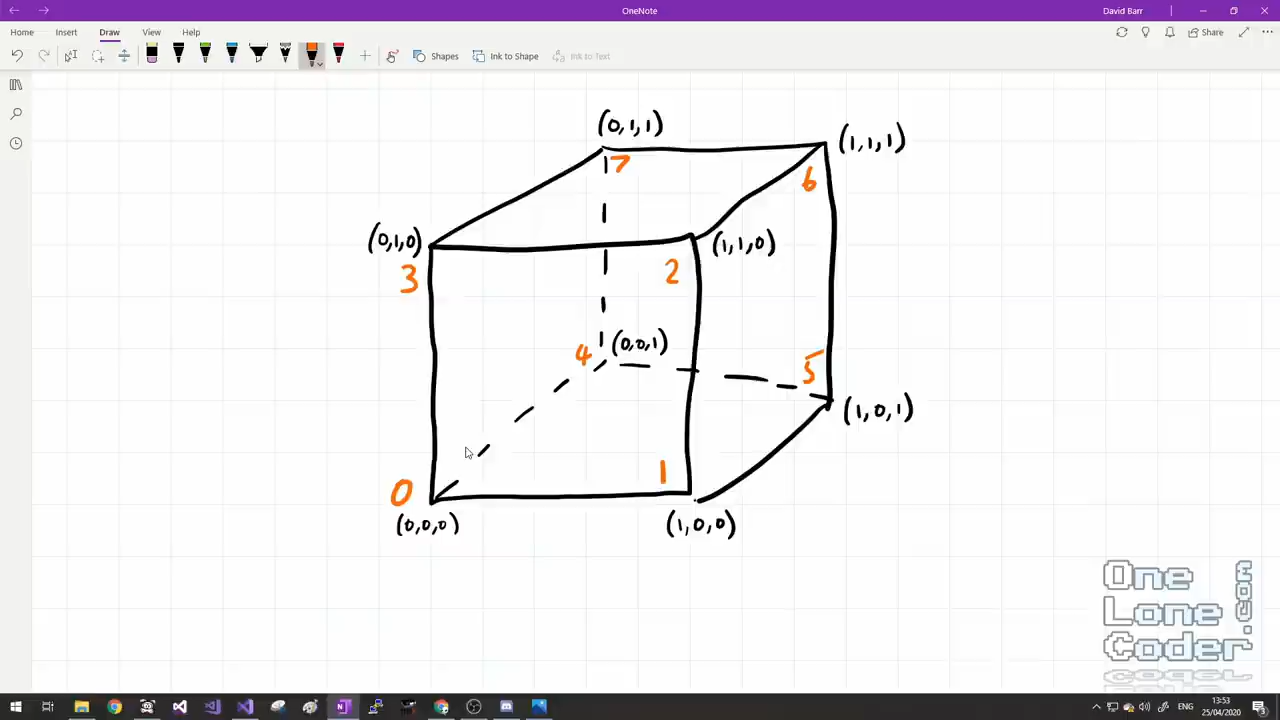 OneNote
David Barr
Home Insert Draw View Help
Share
Shapes
Ink to Shape
Ink to Text
(0,1,1)
(1,1,1)
7
6
(0,1,0)
(1,1,0)
3
2
(0,0,1)
4
5
(1,0,1)
0
1
(0,0,0)
(1,0,0)
One
Lone
Coder
.com
13:53
25/04/2020